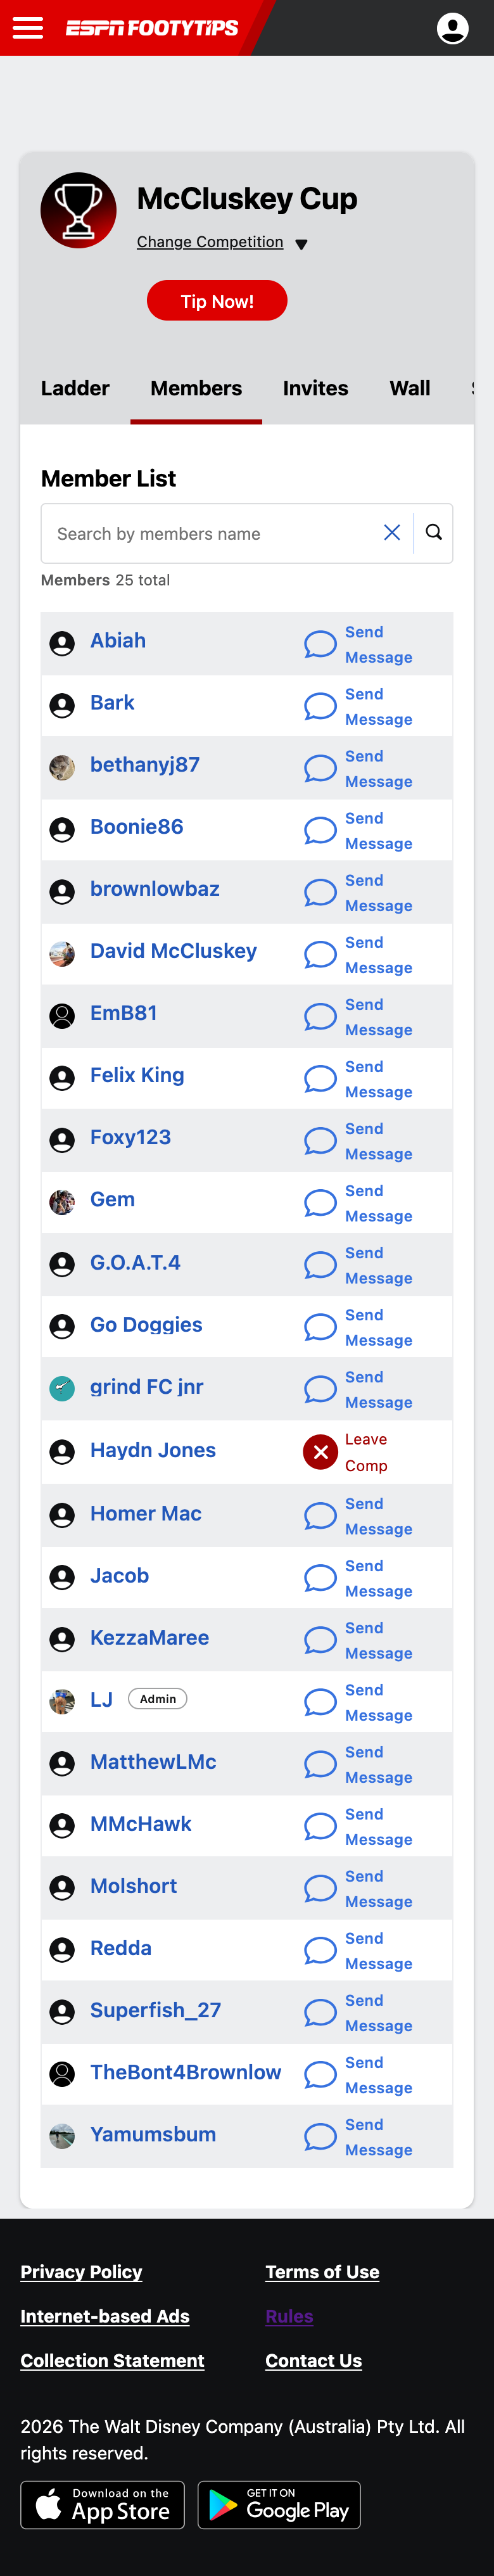 ESPN FOOTYTIPS
McCluskey Cup
Change Competition
Tip Now!
Ladder Members Invites Wall
Member List
Search by members name
Members 25 total
Abiah Send
Message
Bark Send
Message
bethanyj87 Send
Message
Boonie86 Send
Message
brownlowbaz Send
Message
David McCluskey Send
Message
EmB81 Send
Message
Felix King Send
Message
Foxy123 Send
Message
Gem Send
Message
G.O.A.T.4 Send
Message
Go Doggies Send
Message
grind FC jnr Send
Message
Haydn Jones Leave
Comp
Homer Mac Send
Message
Jacob Send
Message
KezzaMaree Send
Message
LJ Admin Send
Message
MatthewLMc Send
Message
MMcHawk Send
Message
Molshort Send
Message
Redda Send
Message
Superfish_27 Send
Message
TheBont4Brownlow Send
Message
Yamumsbum Send
Message
Privacy Policy Terms of Use
Internet-based Ads Rules
Collection Statement Contact Us
2026 The Walt Disney Company (Australia) Pty Ltd. All
rights reserved.
Download on the App Store GET IT ON Google Play